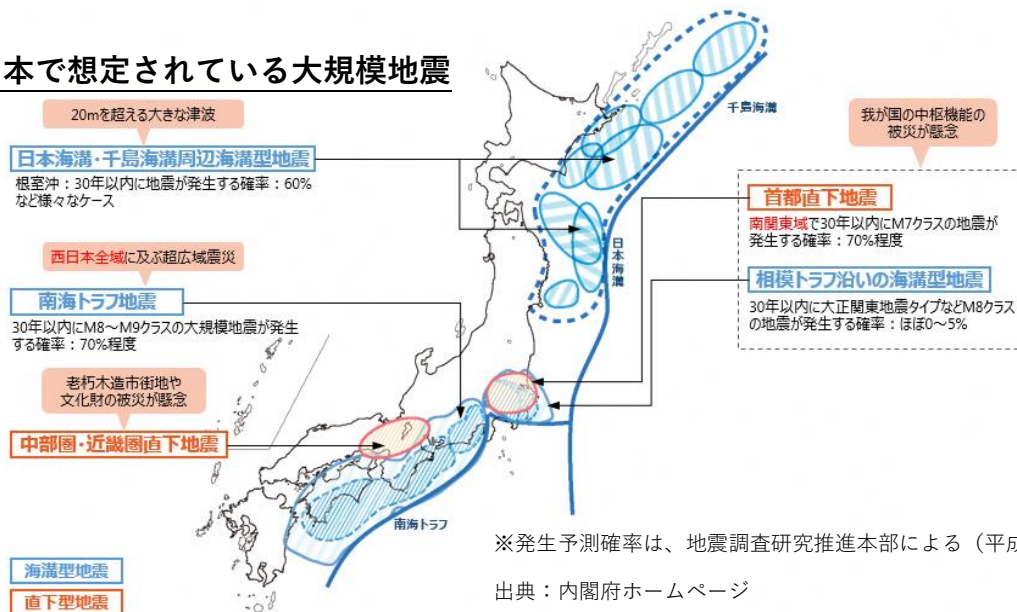 本で想定されている大規模地震
20mを超える大きな津波
日本海溝・千島海溝周辺海溝型地震
根室沖：30年以内に地震が発生する確率：60%
など様々なケース
西日本全域に及ぶ超広域震災
南海トラフ地震
30年以内にM8～M9クラスの大規模地震が発生
する確率：70%程度
老朽木造市街地や
文化財の被災が懸念
中部圏・近畿圏直下地震
海溝型地震
直下型地震
千島海溝
日本海溝
南海トラフ
我が国の中枢機能の
被災が懸念
首都直下地震
南関東域で30年以内にM7クラスの地震が
発生する確率：70%程度
相模トラフ沿いの海溝型地震
30年以内に大正関東地震タイプなどM8クラス
の地震が発生する確率：ほぼ0～5%
※発生予測確率は、地震調査研究推進本部による（平成
出典：内閣府ホームページ